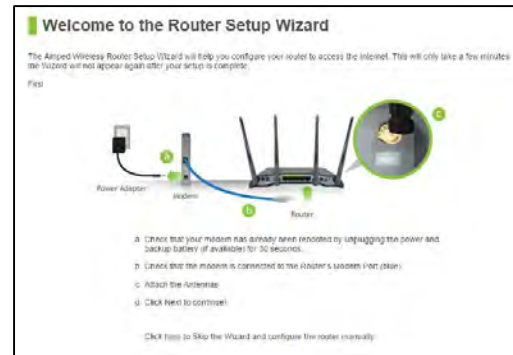 Welcome to the Router Setup Wizard
The Amped Wireless Router Setup Wizard will help you configure your router to access the Internet. This will only take a few minutes
the Wizard will not appear again after your setup is complete.
First
c
a
Power Adapter
Modem
b
Router
a Check that your modem has already been rebooted by unplugging the power and
backup battery (if available) for 30 seconds.
b Check that the modem is connected to the Router's Modem Port (blue)
c Attach the Antennas
d Click Next to continue!
Click here to Skip the Wizard and configure the router manually